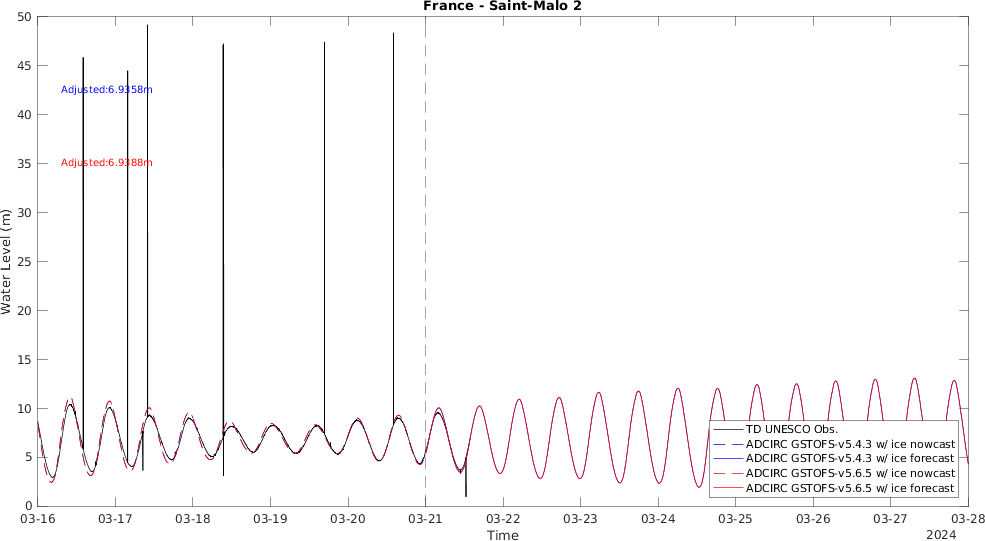 France - Saint-Malo 2
50
45
40
35
30
25
20
15
10
5
0
Water Level (m)
Adjusted:6.9358m
Adjusted:6.9388m
TD UNESCO Obs.
ADCIRC GSTOFS-v5.4.3 w/ ice nowcast
ADCIRC GSTOFS-v5.4.3 w/ ice forecast
ADCIRC GSTOFS-v5.6.5 w/ ice nowcast
ADCIRC GSTOFS-v5.6.5 w/ ice forecast
03-16 03-17 03-18 03-19 03-20 03-21 03-22 03-23 03-24 03-25 03-26 03-27 03-28
Time
2024